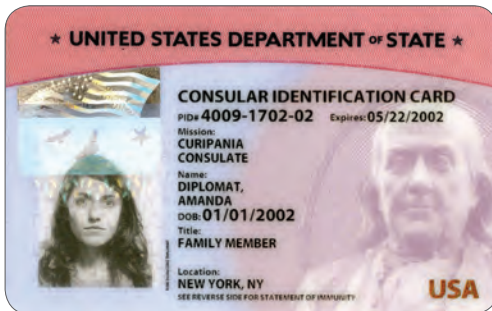 ★ UNITED STATES DEPARTMENT OF STATE ★
CONSULAR IDENTIFICATION CARD
PID# 4009-1702-02 Expires: 05/22/2002
Mission:
CURIPANIA
CONSULATE
Name:
DIPLOMAT,
AMANDA
DOB: 01/01/2002
Title:
FAMILY MEMBER
Location:
NEW YORK, NY
SEE REVERSE SIDE FOR STATEMENT OF IMMUNITY
USA